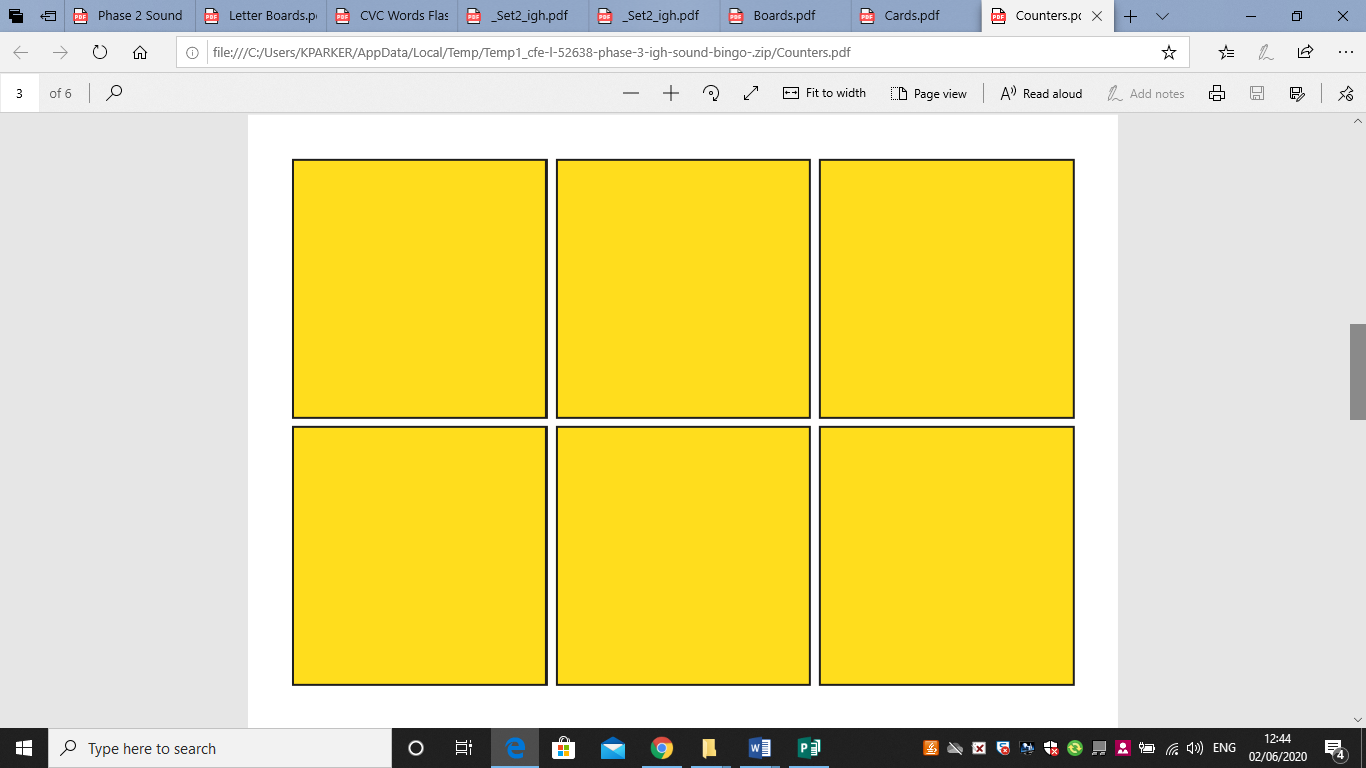 Phase 2 Sound
Letter Boards.p
CVC Words Flas
_Set2_igh.pdf
_Set2_igh.pdf
Boards.pdf
Cards.pdf
Counters.pc
file:///C:/Users/KPARKER/AppData/Local/Temp/Temp1_cfe-l-52638-phase-3-igh-sound-bingo-.zip/Counters.pdf
3 of 6
Fit to width
Page view
Read aloud
Add notes
Type here to search
ENG
12:44
02/06/2020
4